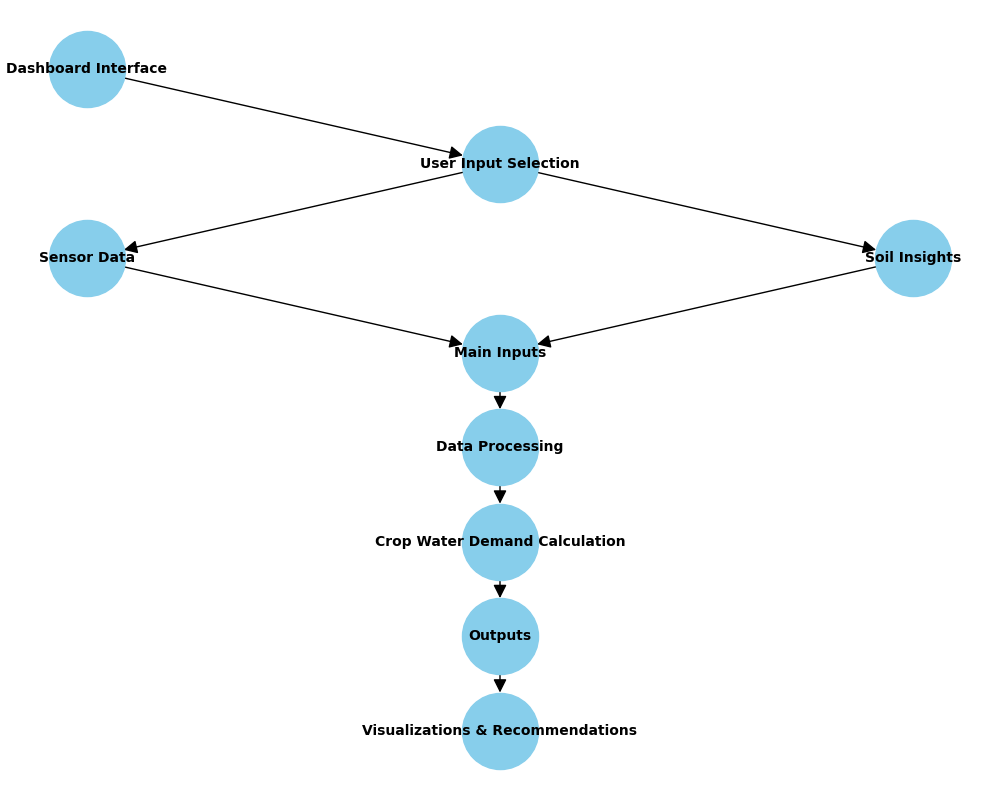 Dashboard Interface
User Input Selection
Sensor Data
Soil Insights
Main Inputs
Data Processing
Crop Water Demand Calculation
Outputs
Visualizations & Recommendations